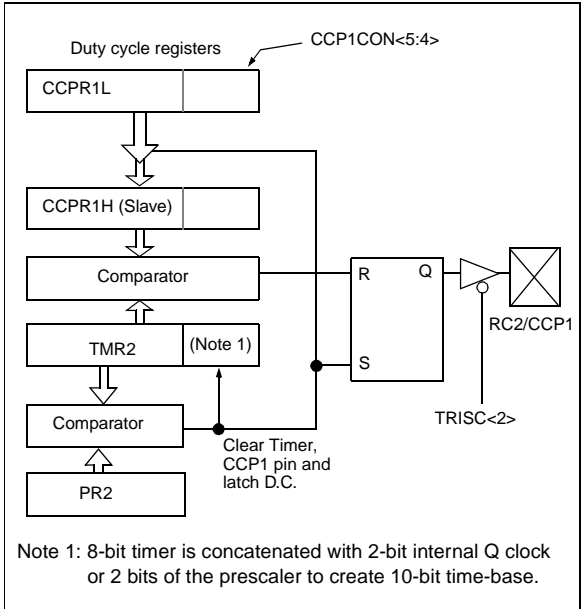 Duty cycle registers
CCP1CON<5:4>
CCPR1L
CCPR1H (Slave)
Comparator
R
Q
RC2/CCP1
TMR2
(Note 1)
S
TRISC<2>
Comparator
Clear Timer,
CCP1 pin and
latch D.C.
PR2
Note 1: 8-bit timer is concatenated with 2-bit internal Q clock
or 2 bits of the prescaler to create 10-bit time-base.